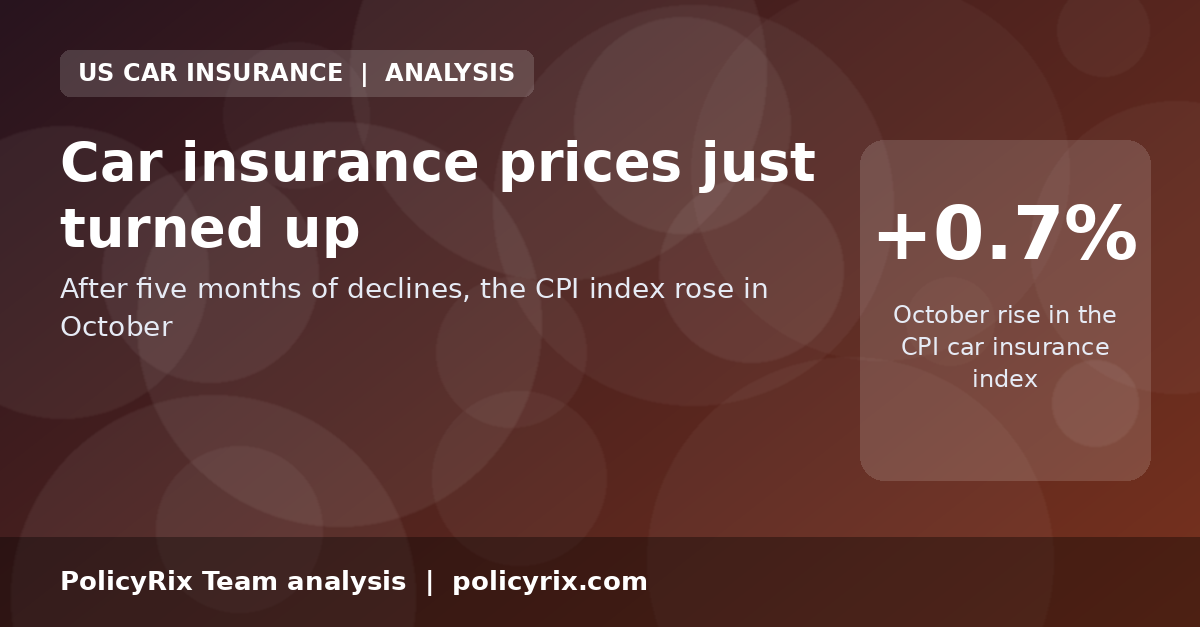 US CAR INSURANCE | ANALYSIS
Car insurance prices just
turned up
After five months of declines, the CPI index rose in
October
+0.7%
October rise in the
CPI car insurance
index
PolicyRix Team analysis | policyrix.com